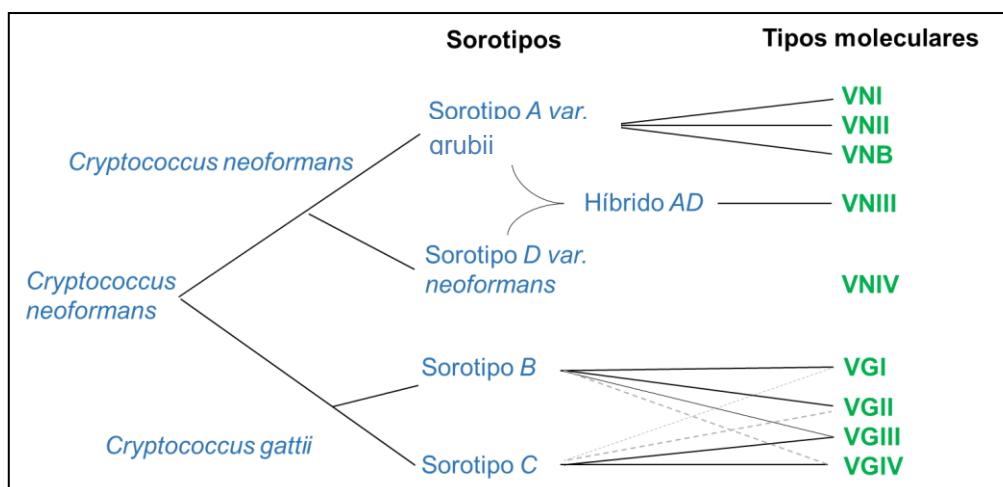 Sorotipos
Tipos moleculares
Sorotipo A var.
grubii
VNI
VNII
VNB
Cryptococcus neoformans
Híbrido AD
VNIII
Sorotipo D var.
neoformans
VNIV
Cryptococcus
neoformans
Sorotipo B
VGI
VGII
VGIII
VGIV
Cryptococcus gattii
Sorotipo C